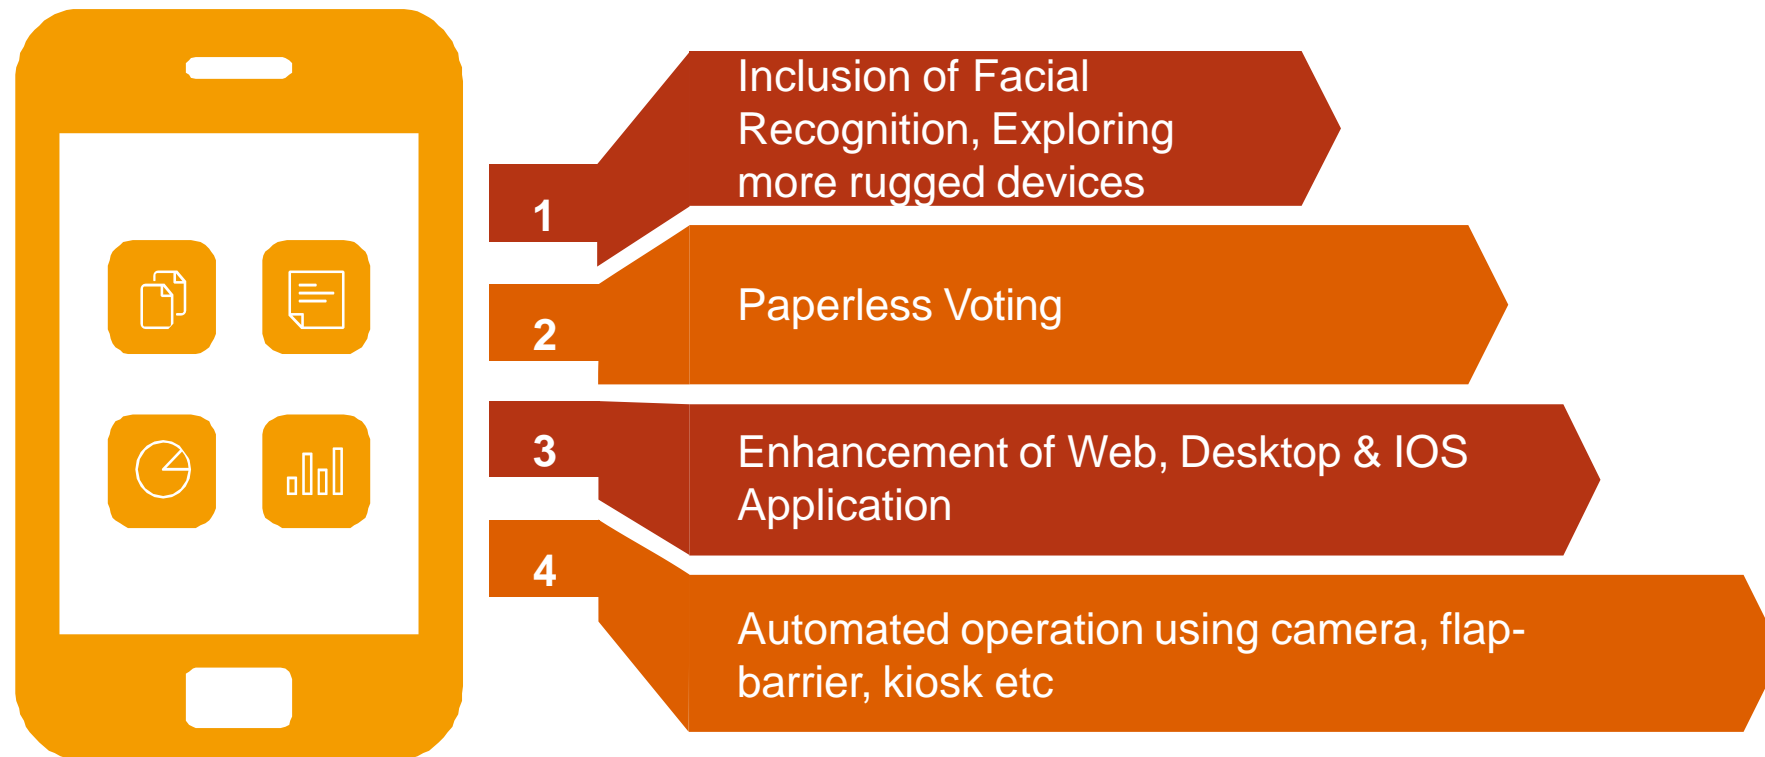 1
Inclusion of Facial
Recognition, Exploring
more rugged devices
2
Paperless Voting
3
Enhancement of Web, Desktop & IOS
Application
4
Automated operation using camera, flap-
barrier, kiosk etc